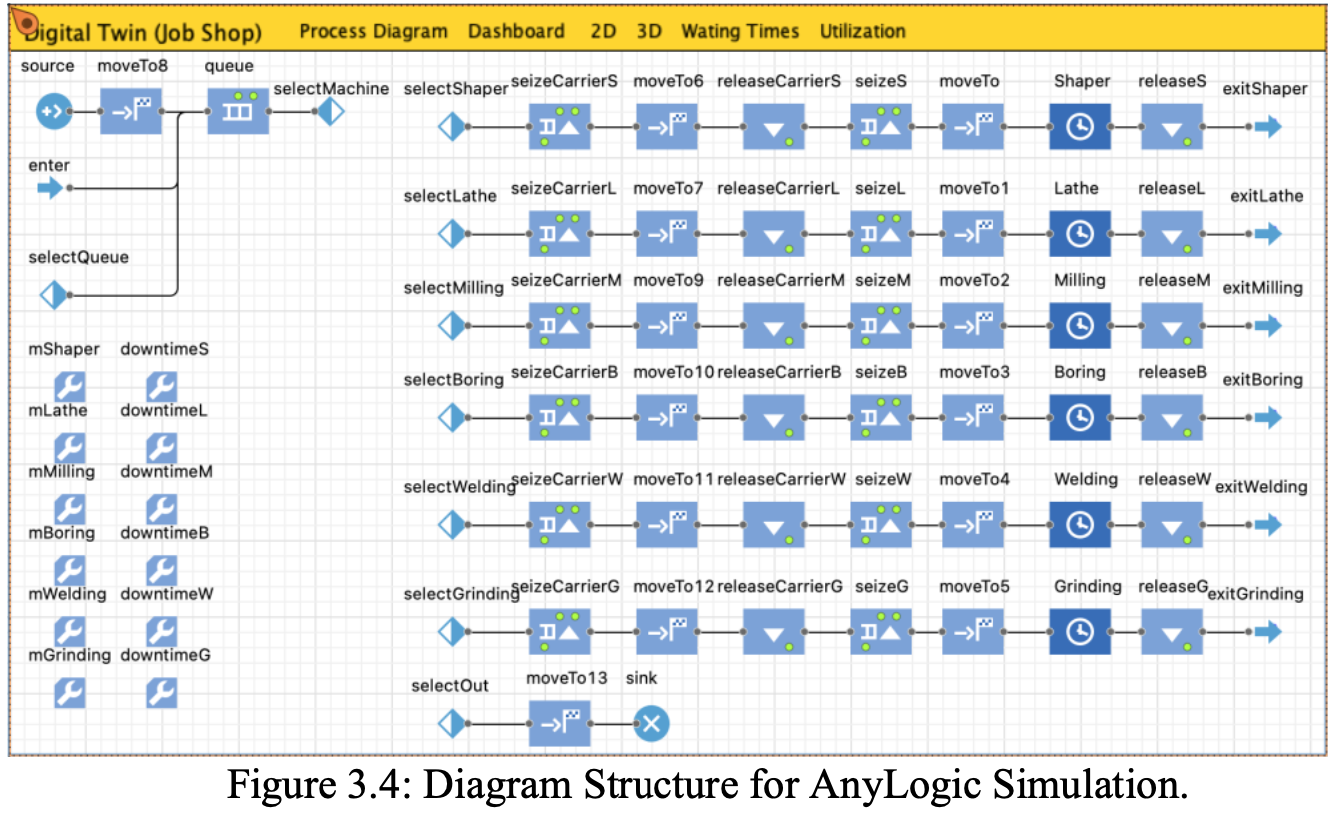 Digital Twin (Job Shop) Process Diagram Dashboard 2D 3D Wating Times Utilization
source moveTo8 queue
selectMachine
enter
selectQueue
mShaper downtimeS
mLathe downtimeL
mMilling downtimeM
mBoring downtimeB
mWelding downtimeW
mGrinding downtimeG
selectShaper seizeCarrierS moveTo6 releaseCarrierS seizeS moveTo Shaper releaseS exitShaper
selectLathe seizeCarrierL moveTo7 releaseCarrierL seizeL moveTo1 Lathe releaseL exitLathe
selectMilling seizeCarrierM moveTo9 releaseCarrierM seizeM moveTo2 Milling releaseM exitMilling
selectBoring seizeCarrierB moveTo10 releaseCarrierB seizeB moveTo3 Boring releaseB exitBoring
selectWelding seizeCarrierW moveTo11 releaseCarrierW seizeW moveTo4 Welding releaseW exitWelding
selectGrinding seizeCarrierG moveTo12 releaseCarrierG seizeG moveTo5 Grinding releaseG exitGrinding
selectOut moveTo13 sink
Figure 3.4: Diagram Structure for AnyLogic Simulation.